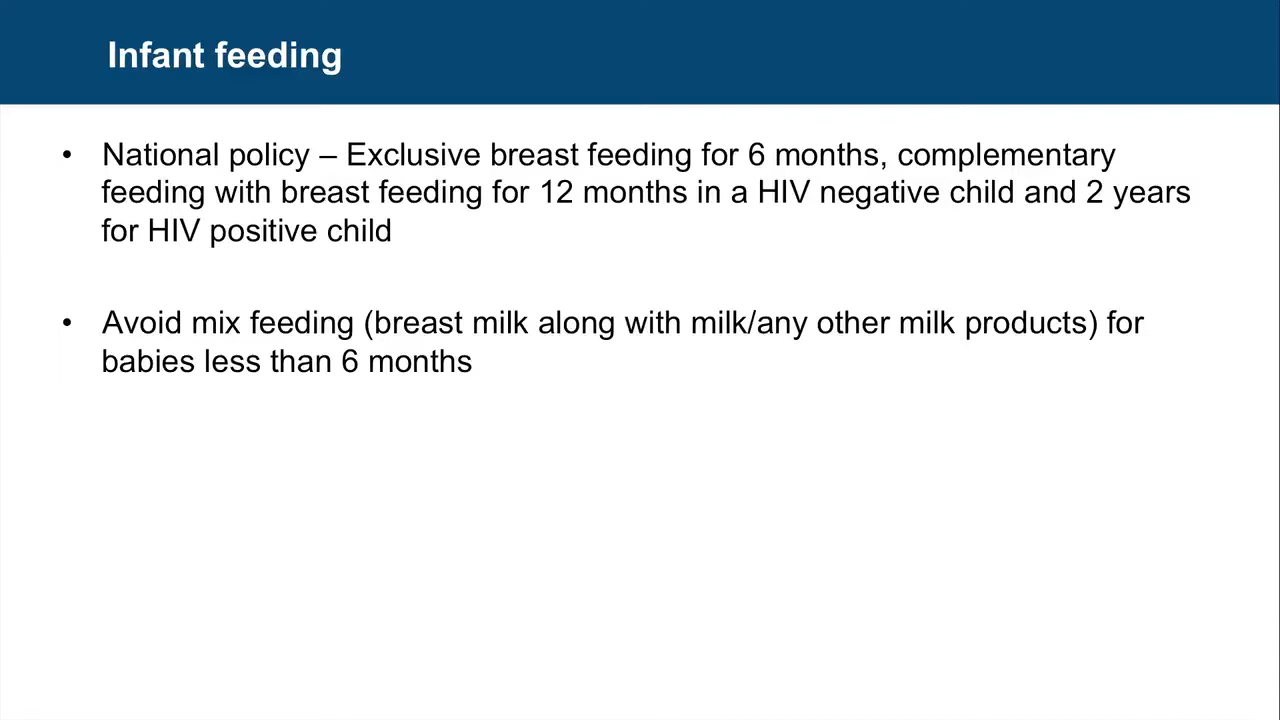 Infant feeding
• National policy – Exclusive breast feeding for 6 months, complementary
feeding with breast feeding for 12 months in a HIV negative child and 2 years
for HIV positive child
• Avoid mix feeding (breast milk along with milk/any other milk products) for
babies less than 6 months